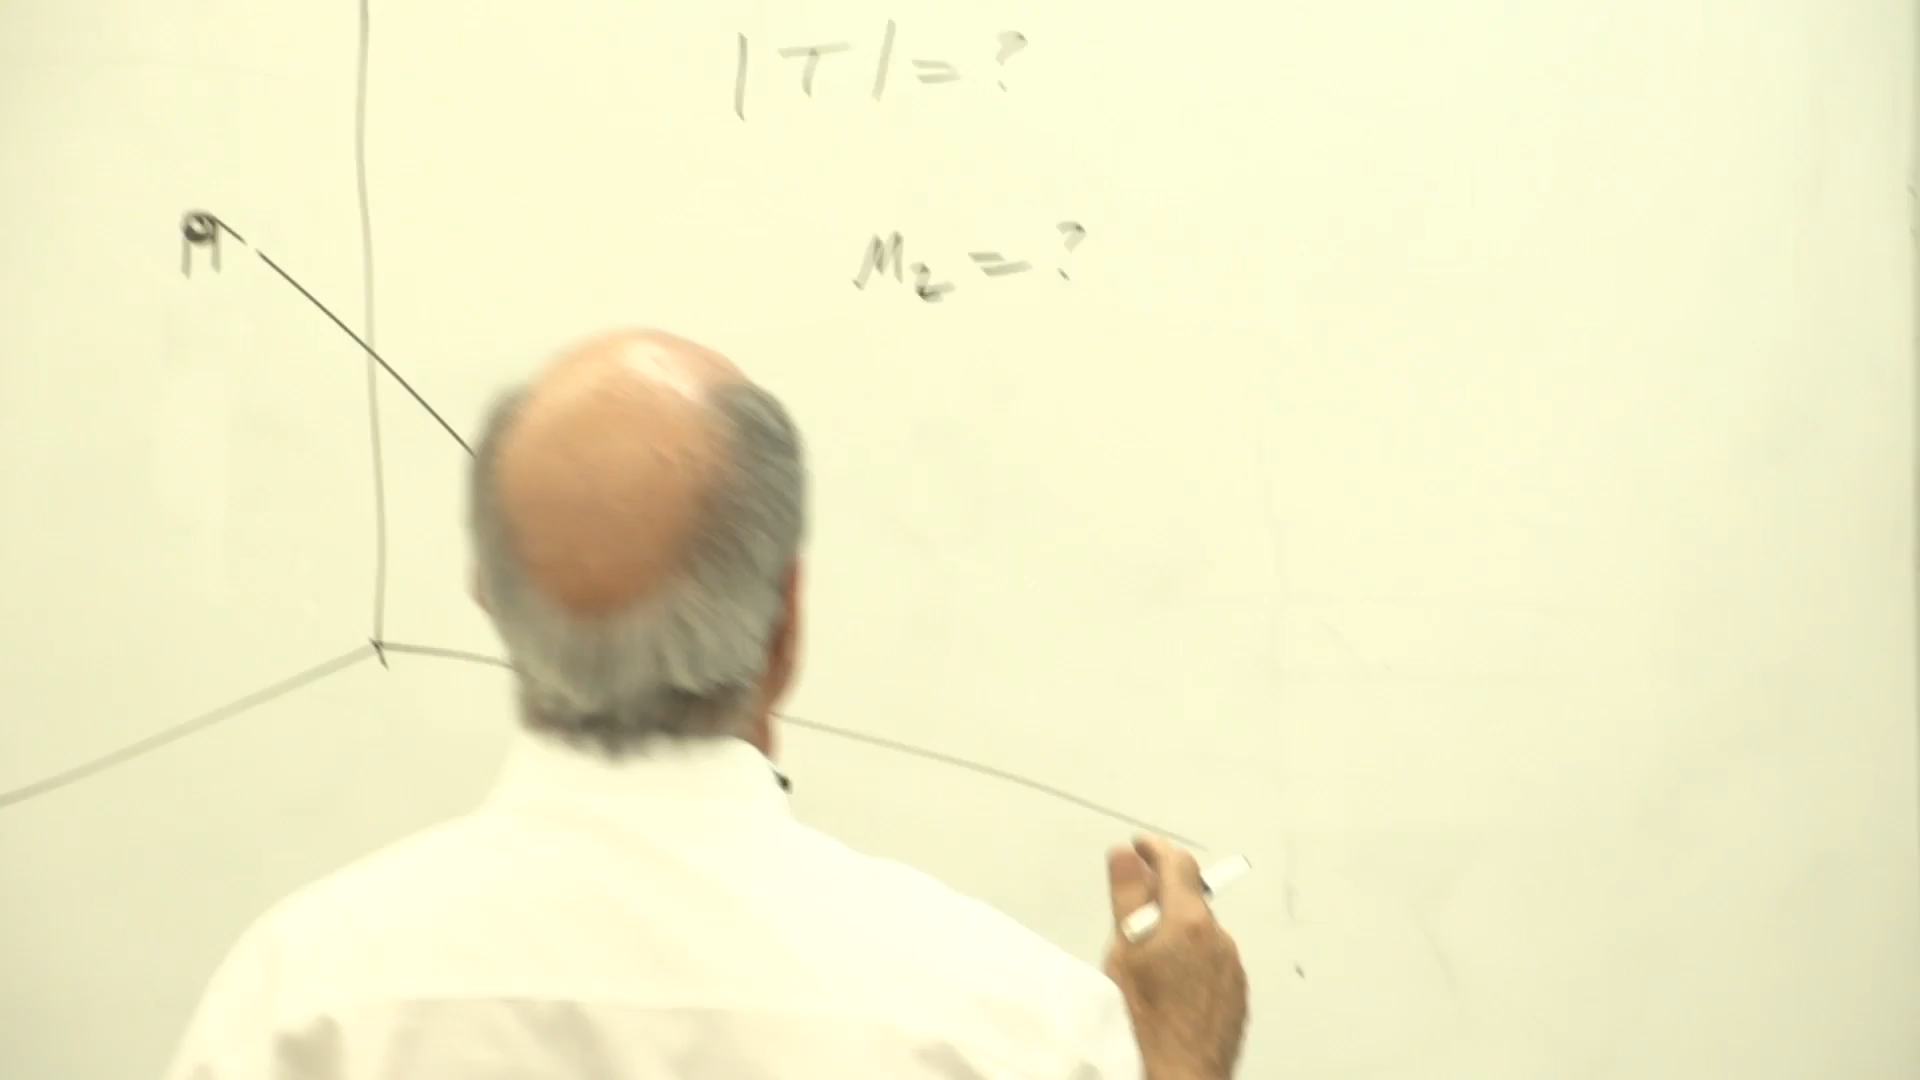 |T| = ?
M₂ = ?